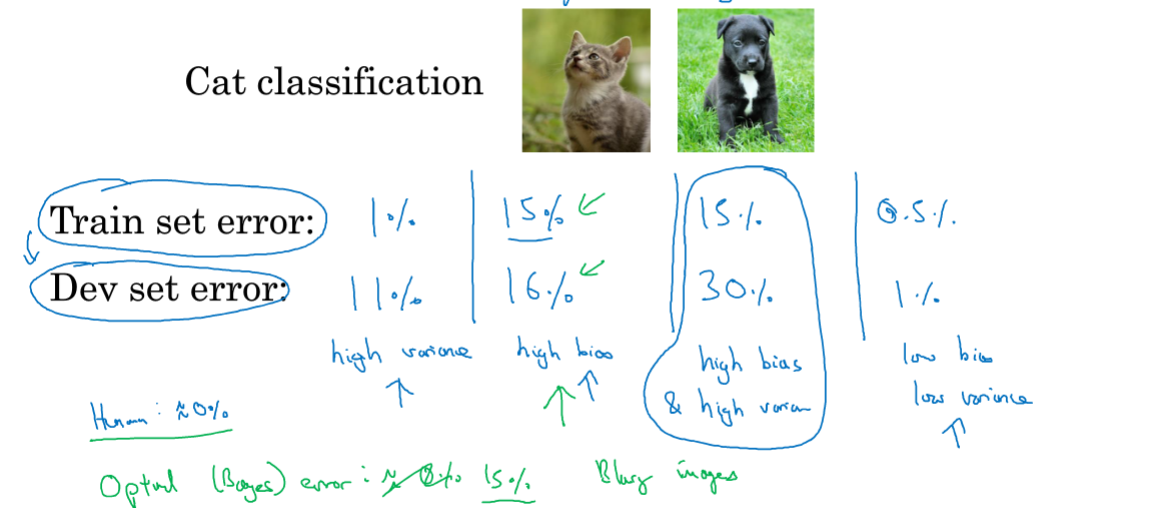 Cat classification
Train set error: 1% 15% 15% 0.5%
Dev set error: 11% 16% 30% 1%
high variance high bias high bias low bias
& high low variance
Human: ≈0%
Optimal (Bayes) error: ≈ 0% 15% Blurry images